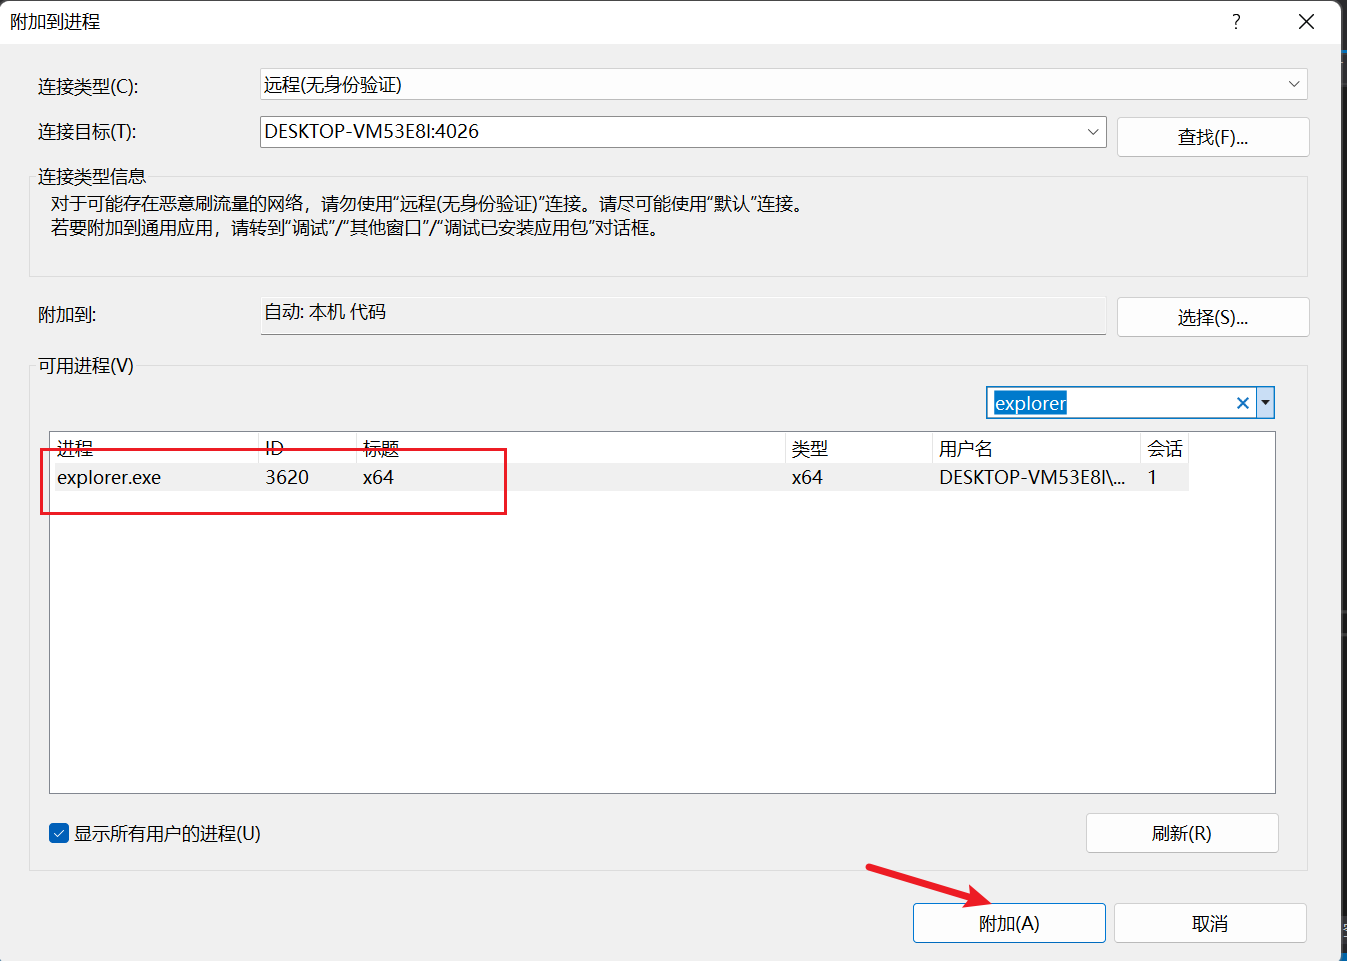 附加到进程
?
连接类型(C):
远程(无身份验证)
连接目标(T):
DESKTOP-VM53E8I:4026
查找(F)...
连接类型信息
对于可能存在恶意刷流量的网络，请勿使用“远程(无身份验证)”连接。请尽可能使用“默认”连接。
若要附加到通用应用，请转到“调试”/“其他窗口”/“调试已安装应用包”对话框。
附加到:
自动: 本机 代码
选择(S)...
可用进程(V)
explorer
进程 ID 标题 类型 用户名 会话
explorer.exe 3620 x64 x64 DESKTOP-VM53E8I\... 1
显示所有用户的进程(U)
刷新(R)
附加(A)
取消